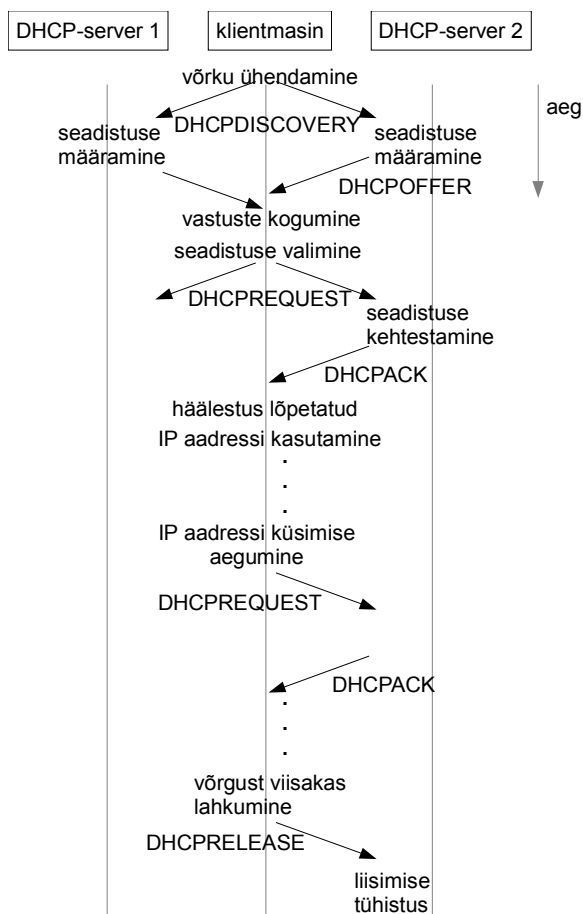 DHCP-server 1
klientmasin
DHCP-server 2
võrku ühendamine
aeg
DHCPDISCOVERY
seadistuse
määramine
seadistuse
määramine
DHCPOFFER
vastuste kogumine
seadistuse valimine
DHCPREQUEST
seadistuse
kehtestamine
DHCPACK
häälestus lõpetatud
IP aadressi kasutamine
.
.
.
IP aadressi küsimise
aegumine
DHCPREQUEST
DHCPACK
.
.
.
võrgust viisakas
lahkumine
DHCPRELEASE
liisimise
tühistus